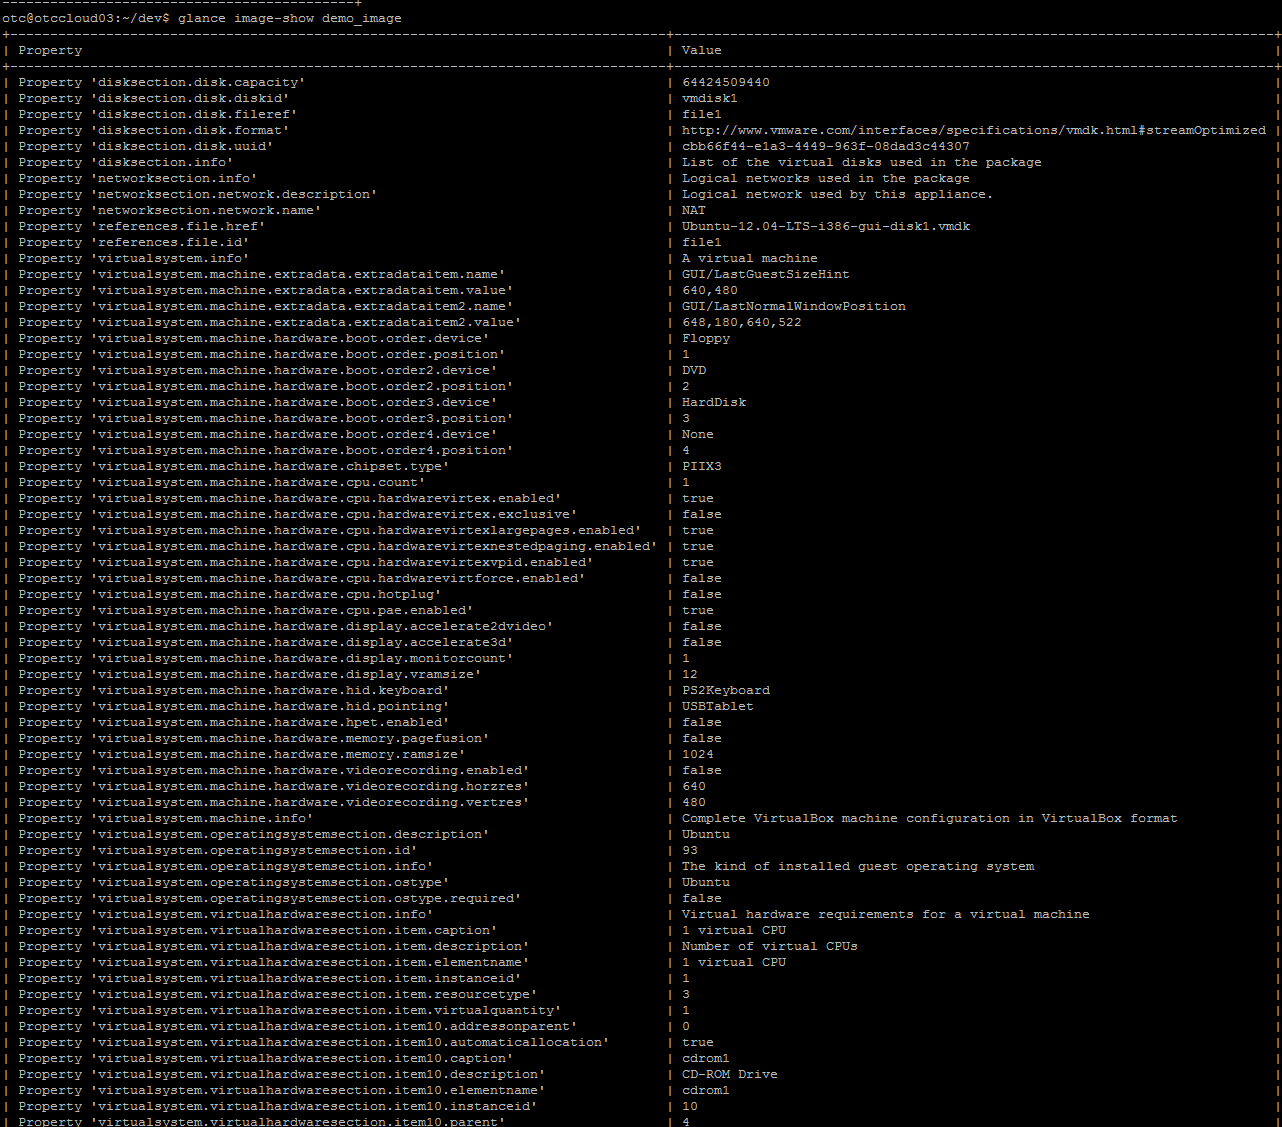 otc@otccloud03:~/dev$ glance image-show demo_image
| Property | Value |
| Property 'disksection.disk.capacity' | 64424509440 |
| Property 'disksection.disk.diskid' | vmdisk1 |
| Property 'disksection.disk.fileref' | file1 |
| Property 'disksection.disk.format' | http://www.vmware.com/interfaces/specifications/vmdk.html#streamOptimized |
| Property 'disksection.disk.uuid' | cbb66f44-e1a3-4449-963f-08dad3c44307 |
| Property 'disksection.info' | List of the virtual disks used in the package |
| Property 'networksection.info' | Logical networks used in the package |
| Property 'networksection.network.description' | Logical network used by this appliance. |
| Property 'networksection.network.name' | NAT |
| Property 'references.file.href' | Ubuntu-12.04-LTS-i386-gui-disk1.vmdk |
| Property 'references.file.id' | file1 |
| Property 'virtualsystem.info' | A virtual machine |
| Property 'virtualsystem.machine.extradata.extradataitem.name' | GUI/LastGuestSizeHint |
| Property 'virtualsystem.machine.extradata.extradataitem.value' | 640,480 |
| Property 'virtualsystem.machine.extradata.extradataitem2.name' | GUI/LastNormalWindowPosition |
| Property 'virtualsystem.machine.extradata.extradataitem2.value' | 648,180,640,522 |
| Property 'virtualsystem.machine.hardware.boot.order.device' | Floppy |
| Property 'virtualsystem.machine.hardware.boot.order.position' | 1 |
| Property 'virtualsystem.machine.hardware.boot.order2.device' | DVD |
| Property 'virtualsystem.machine.hardware.boot.order2.position' | 2 |
| Property 'virtualsystem.machine.hardware.boot.order3.device' | HardDisk |
| Property 'virtualsystem.machine.hardware.boot.order3.position' | 3 |
| Property 'virtualsystem.machine.hardware.boot.order4.device' | None |
| Property 'virtualsystem.machine.hardware.boot.order4.position' | 4 |
| Property 'virtualsystem.machine.hardware.chipset.type' | PIIX3 |
| Property 'virtualsystem.machine.hardware.cpu.count' | 1 |
| Property 'virtualsystem.machine.hardware.cpu.hardwarevirtex.enabled' | true |
| Property 'virtualsystem.machine.hardware.cpu.hardwarevirtex.exclusive' | false |
| Property 'virtualsystem.machine.hardware.cpu.hardwarevirtexlargepages.enabled' | true |
| Property 'virtualsystem.machine.hardware.cpu.hardwarevirtexnestedpaging.enabled' | true |
| Property 'virtualsystem.machine.hardware.cpu.hardwarevirtexvpid.enabled' | true |
| Property 'virtualsystem.machine.hardware.cpu.hardwarevirtforce.enabled' | false |
| Property 'virtualsystem.machine.hardware.cpu.hotplug' | false |
| Property 'virtualsystem.machine.hardware.cpu.pae.enabled' | true |
| Property 'virtualsystem.machine.hardware.display.accelerate2dvideo' | false |
| Property 'virtualsystem.machine.hardware.display.accelerate3d' | false |
| Property 'virtualsystem.machine.hardware.display.monitorcount' | 1 |
| Property 'virtualsystem.machine.hardware.display.vramsize' | 12 |
| Property 'virtualsystem.machine.hardware.hid.keyboard' | PS2Keyboard |
| Property 'virtualsystem.machine.hardware.hid.pointing' | USBTablet |
| Property 'virtualsystem.machine.hardware.hpet.enabled' | false |
| Property 'virtualsystem.machine.hardware.memory.pagefusion' | false |
| Property 'virtualsystem.machine.hardware.memory.ramsize' | 1024 |
| Property 'virtualsystem.machine.hardware.videorecording.enabled' | false |
| Property 'virtualsystem.machine.hardware.videorecording.horzres' | 640 |
| Property 'virtualsystem.machine.hardware.videorecording.vertres' | 480 |
| Property 'virtualsystem.machine.info' | Complete VirtualBox machine configuration in VirtualBox format |
| Property 'virtualsystem.operatingsystemsection.description' | Ubuntu |
| Property 'virtualsystem.operatingsystemsection.id' | 93 |
| Property 'virtualsystem.operatingsystemsection.info' | The kind of installed guest operating system |
| Property 'virtualsystem.operatingsystemsection.ostype' | Ubuntu |
| Property 'virtualsystem.operatingsystemsection.ostype.required' | false |
| Property 'virtualsystem.virtualhardwaresection.info' | Virtual hardware requirements for a virtual machine |
| Property 'virtualsystem.virtualhardwaresection.item.caption' | 1 virtual CPU |
| Property 'virtualsystem.virtualhardwaresection.item.description' | Number of virtual CPUs |
| Property 'virtualsystem.virtualhardwaresection.item.elementname' | 1 virtual CPU |
| Property 'virtualsystem.virtualhardwaresection.item.instanceid' | 1 |
| Property 'virtualsystem.virtualhardwaresection.item.resourcetype' | 3 |
| Property 'virtualsystem.virtualhardwaresection.item.virtualquantity' | 1 |
| Property 'virtualsystem.virtualhardwaresection.item10.addressonparent' | 0 |
| Property 'virtualsystem.virtualhardwaresection.item10.automaticallocation' | true |
| Property 'virtualsystem.virtualhardwaresection.item10.caption' | cdrom1 |
| Property 'virtualsystem.virtualhardwaresection.item10.description' | CD-ROM Drive |
| Property 'virtualsystem.virtualhardwaresection.item10.elementname' | cdrom1 |
| Property 'virtualsystem.virtualhardwaresection.item10.instanceid' | 10 |
| Property 'virtualsystem.virtualhardwaresection.item10.parent' | 4 |